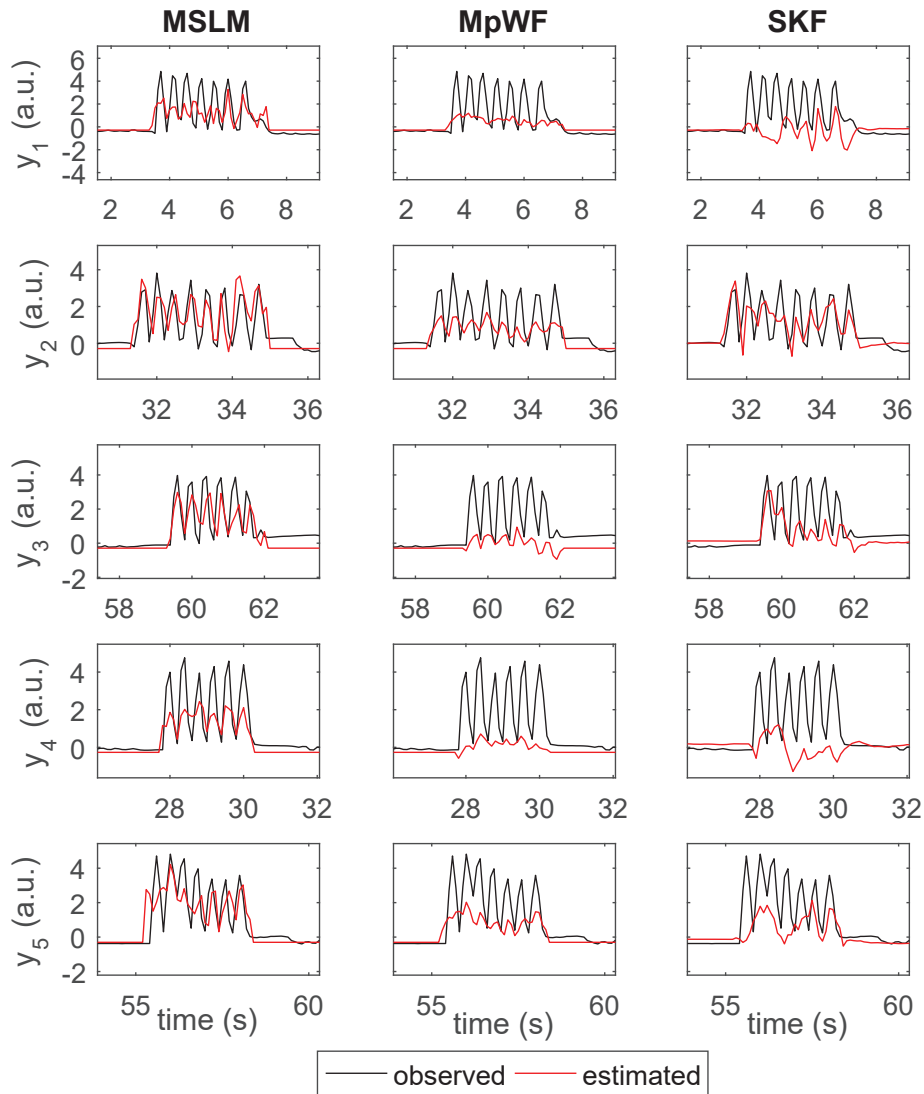 MSLM MpWF SKF
y1 (a.u.)
6
4
2
0
-2
-4
2 4 6 8
2 4 6 8
2 4 6 8
y2 (a.u.)
4
2
0
32 34 36
32 34 36
32 34 36
y3 (a.u.)
4
2
0
-2
58 60 62
58 60 62
58 60 62
y4 (a.u.)
4
2
0
28 30 32
28 30 32
28 30 32
y5 (a.u.)
4
2
0
-2
55 60
55 60
55 60
time (s) time (s) time (s)
observed estimated